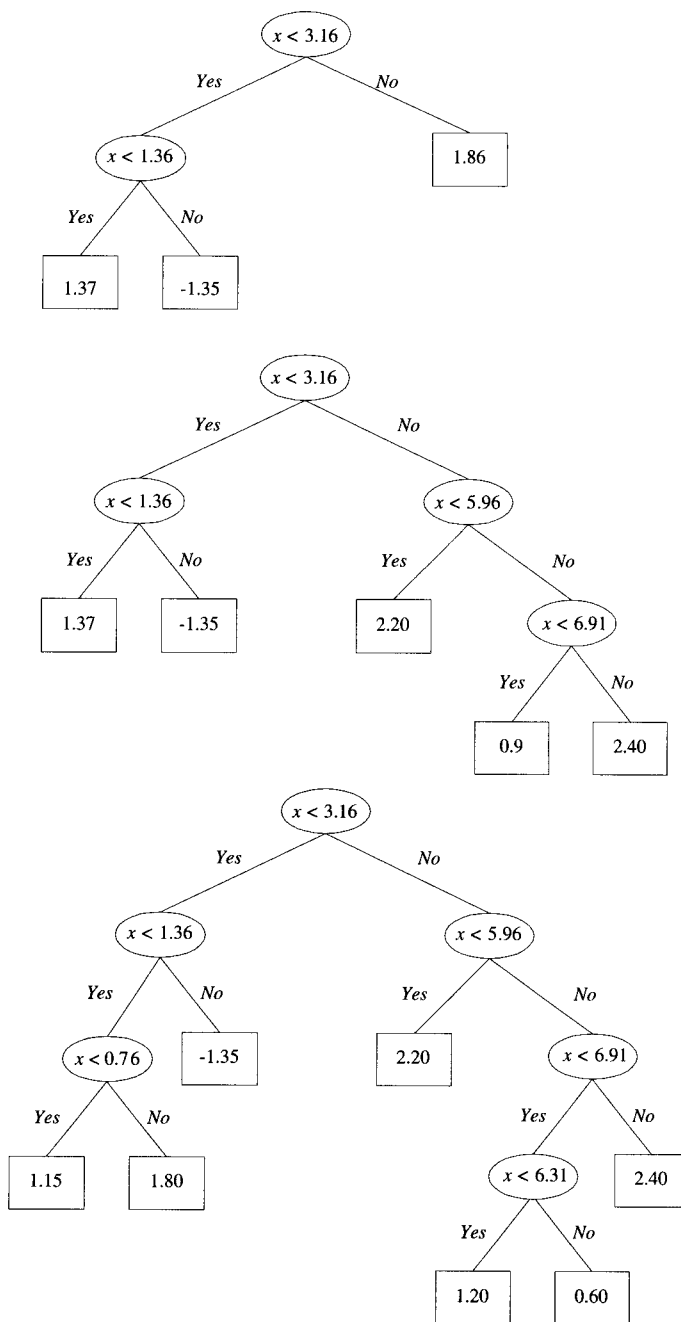 x < 3.16
Yes
No
x < 1.36
1.86
Yes
No
1.37
-1.35
x < 3.16
Yes
No
x < 1.36
x < 5.96
Yes
No
Yes
No
1.37
-1.35
2.20
x < 6.91
Yes
No
0.9
2.40
x < 3.16
Yes
No
x < 1.36
x < 5.96
Yes
No
Yes
No
x < 0.76
-1.35
2.20
x < 6.91
Yes
No
Yes
No
1.15
1.80
x < 6.31
2.40
Yes
No
1.20
0.60